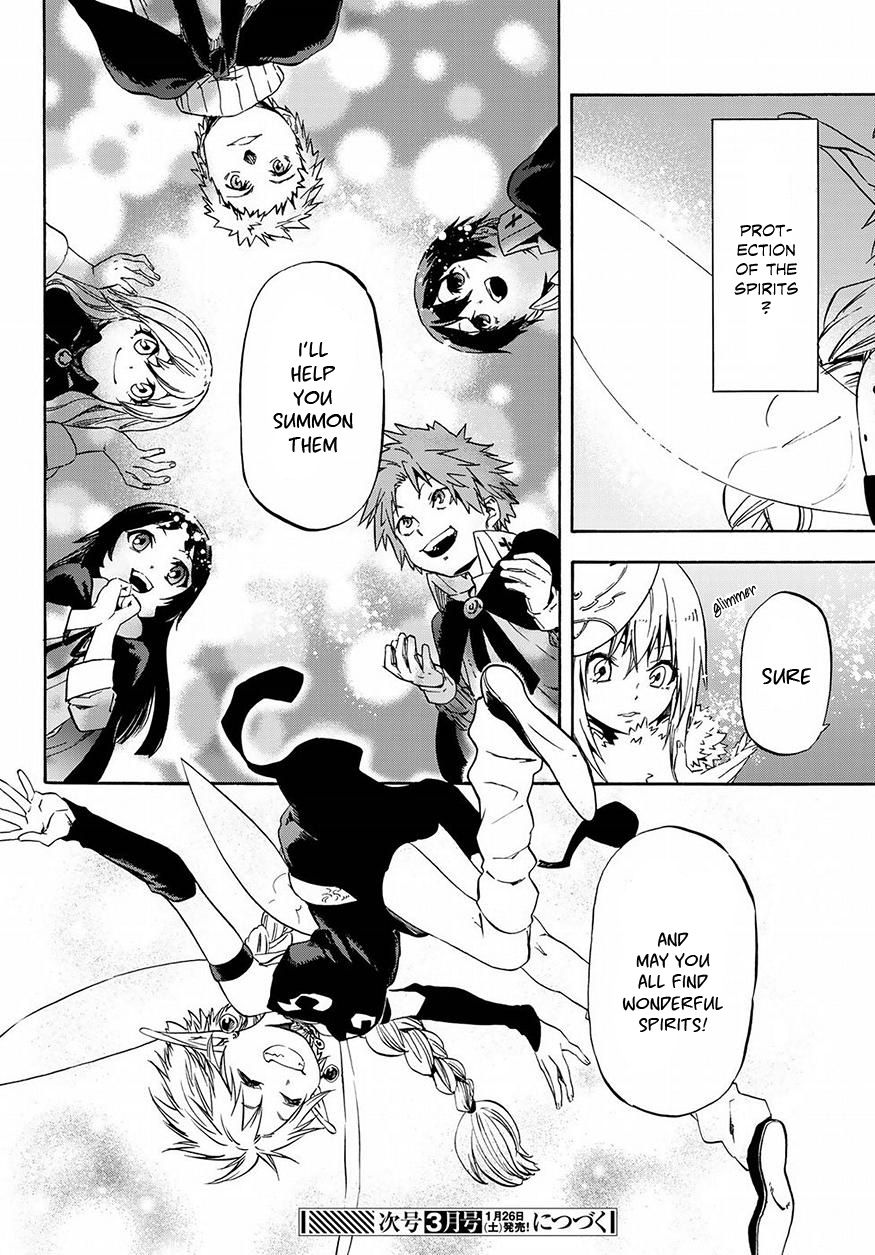 PROT-
ECTION
OF THE
SPIRITS
?
SURE
@limmer
I'LL
HELP
YOU
SUMMON
THEM
AND
MAY YOU
ALL FIND
WONDERFUL
SPIRITS!
次号3月号 1月26日(土)発売! につづく